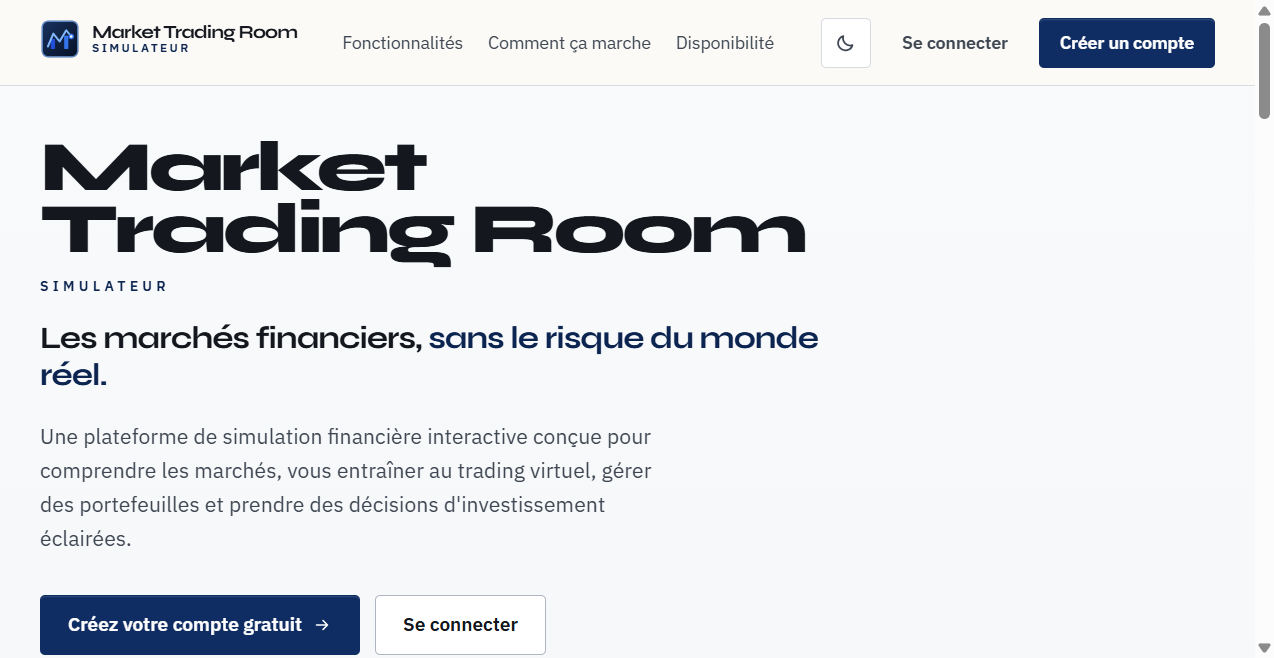 Market Trading Room
SIMULATEUR
Fonctionnalités
Comment ça marche
Disponibilité
Se connecter
Créer un compte
Market
Trading Room
SIMULATEUR
Les marchés financiers, sans le risque du monde
réel.
Une plateforme de simulation financière interactive conçue pour
comprendre les marchés, vous entraîner au trading virtuel, gérer
des portefeuilles et prendre des décisions d'investissement
éclairées.
Créez votre compte gratuit →
Se connecter